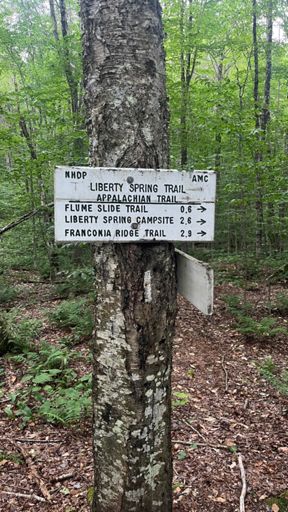 NHDP AMC
LIBERTY SPRING TRAIL
APPALACHIAN TRAIL
FLUME SLIDE TRAIL 0.6 →
LIBERTY SPRING CAMPSITE 2.6 →
FRANCONIA RIDGE TRAIL 2.9 →